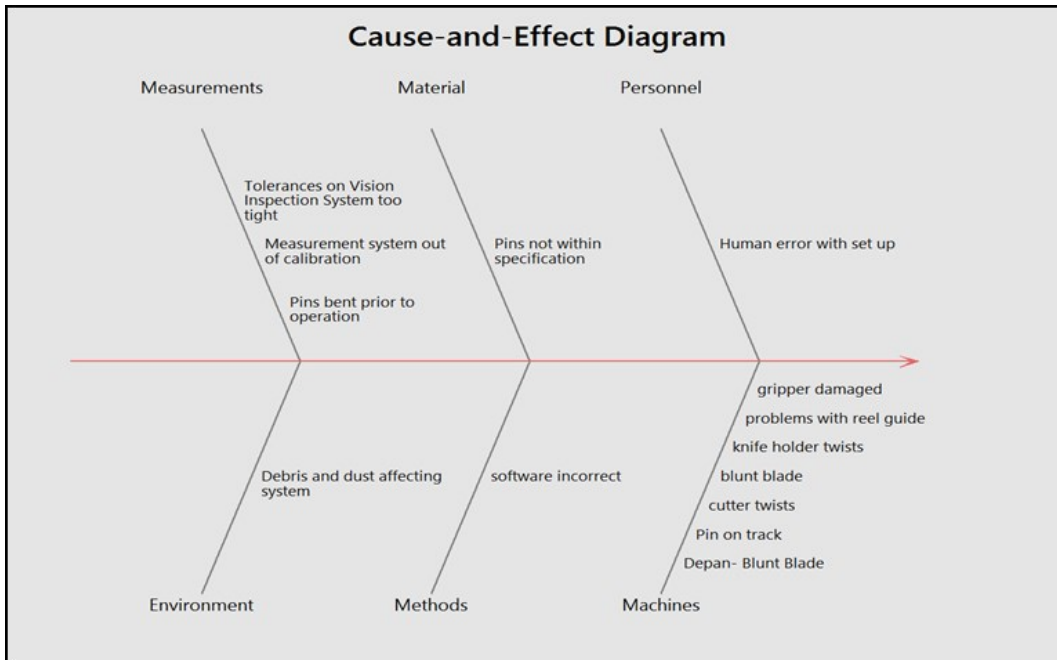 Cause-and-Effect Diagram
Measurements
Material
Personnel
Tolerances on Vision
Inspection System too
tight
Measurement system out
of calibration
Pins bent prior to
operation
Pins not within
specification
Human error with set up
gripper damaged
problems with reel guide
knife holder twists
blunt blade
cutter twists
Pin on track
Depan- Blunt Blade
Debris and dust affecting
system
software incorrect
Environment
Methods
Machines